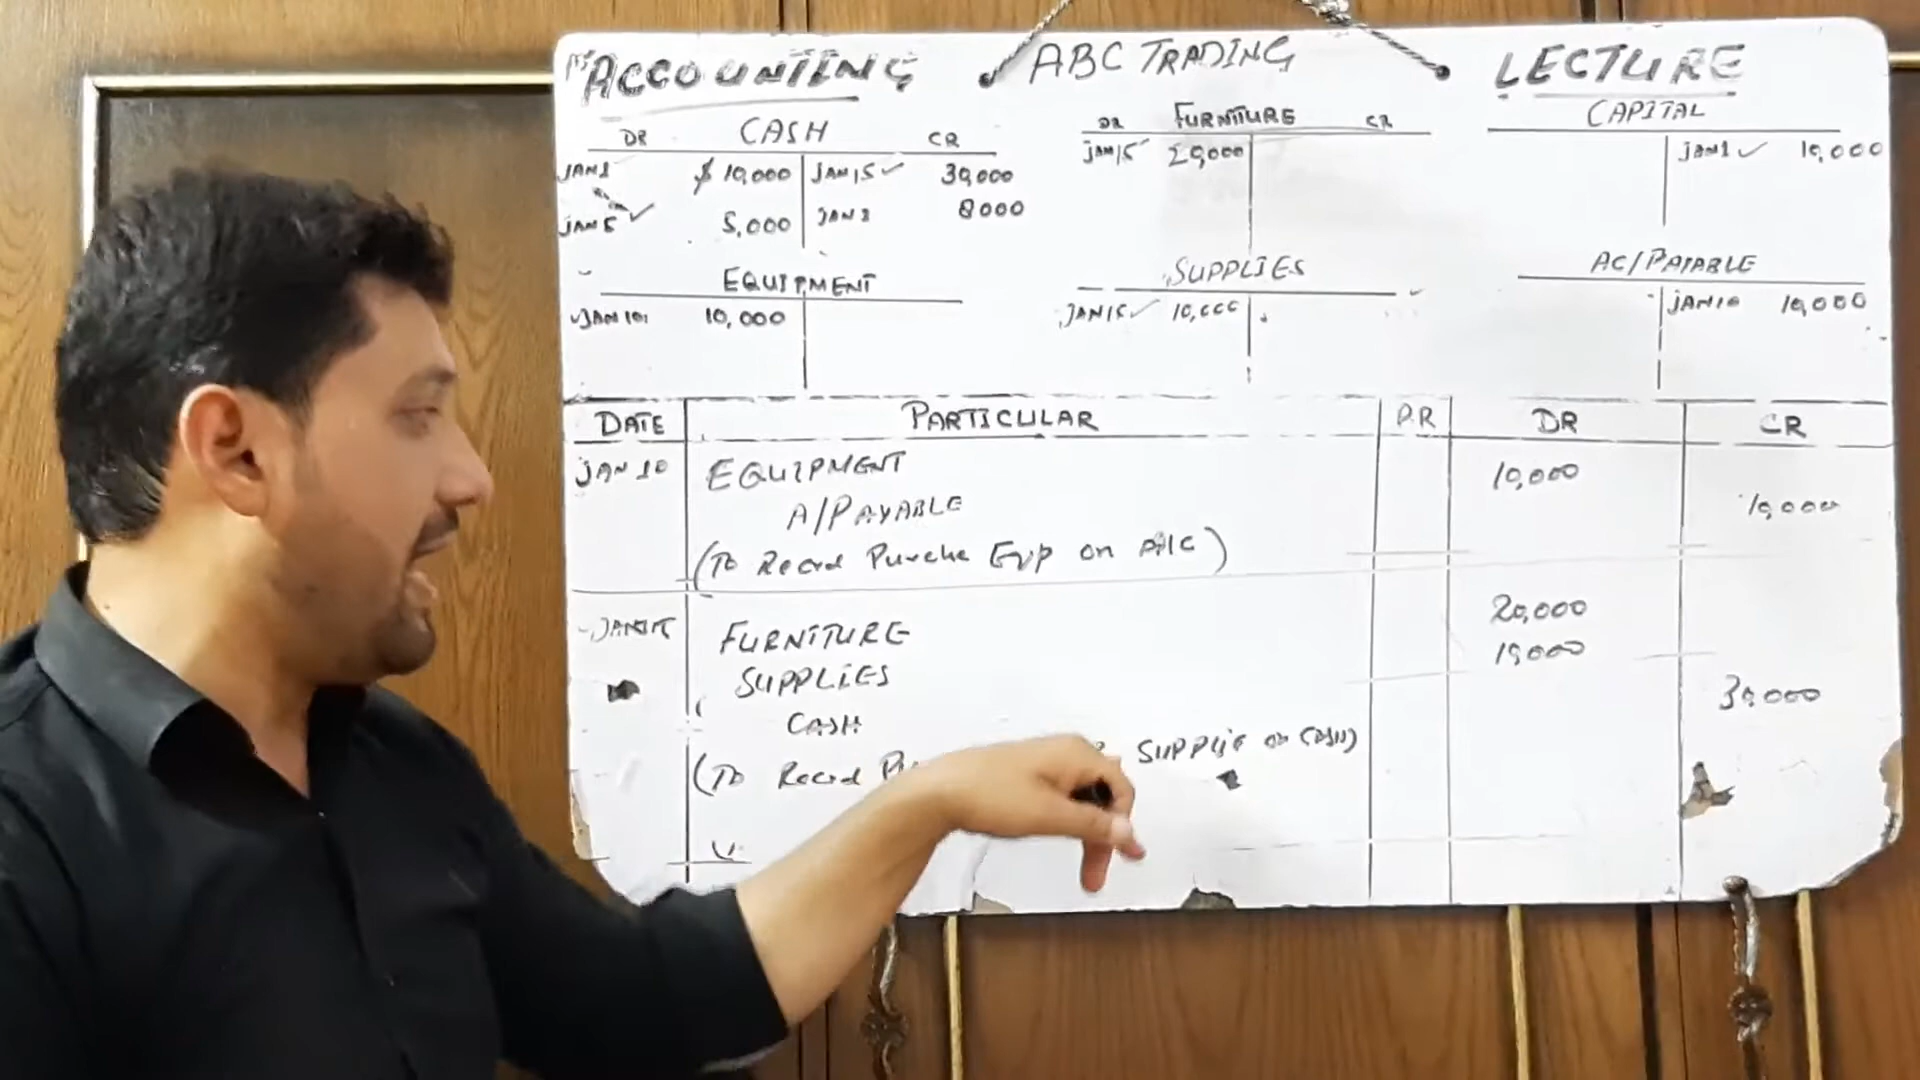 ACCOUNTING ABC TRADING LECTURE
DR CASH CR
JAN 1 $ 10,000 JAN 15 ✓ 30,000
JAN 5 ✓ 5,000 8000
DR FURNITURE CR
JAN 15 20,000
CAPITAL
JAN 1 ✓ 10,000
EQUIPMENT
JAN 10 10,000
SUPPLIES
JAN 15 ✓ 10,000
AC/PAYABLE
JAN 10 10,000
DATE PARTICULAR P.R DR CR
JAN 10 EQUIPMENT 10,000
A/PAYABLE 10,000
(To Record Purche Eqp on A/C)
JAN 15 FURNITURE 20,000
SUPPLIES 10,000
CASH 30,000
(To Record SUPPLIE on CASH)